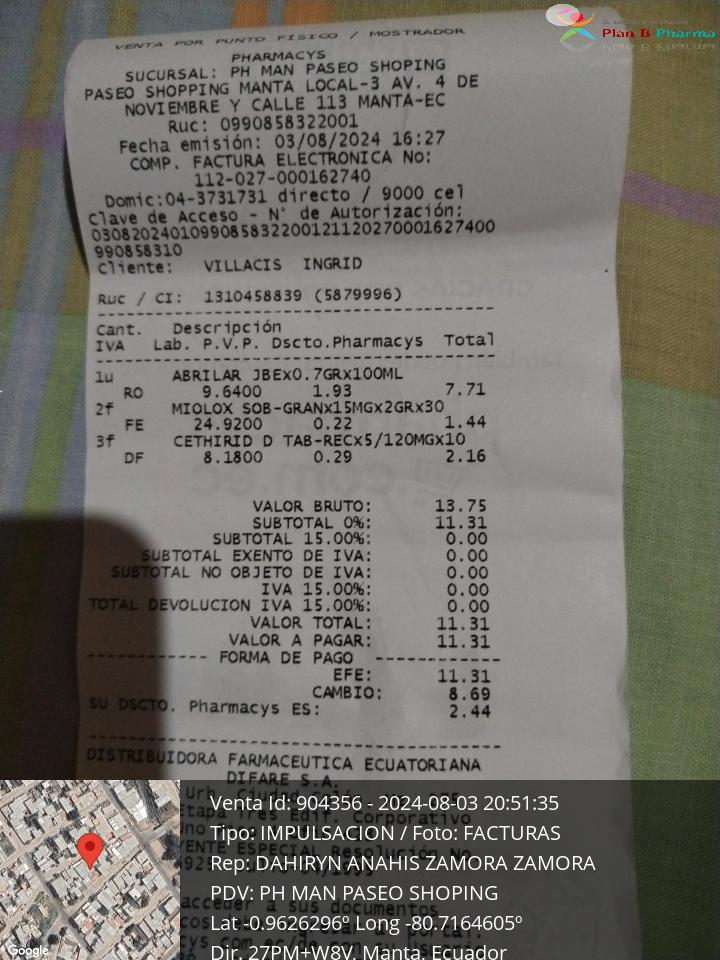 Plan B Pharma
VENTA POR PUNTO FISICO / MOSTRADOR
PHARMACYS
SUCURSAL: PH MAN PASEO SHOPING
PASEO SHOPPING MANTA LOCAL-3 AV. 4 DE
NOVIEMBRE Y CALLE 113 MANTA-EC
Ruc: 0990858322001
Fecha emisión: 03/08/2024 16:27
COMP. FACTURA ELECTRONICA No:
112-027-000162740
Domic:04-3731731 directo / 9000 cel
Clave de Acceso - N° de Autorización:
030820240109908583220012112027000162740​0
990858310
Cliente: VILLACIS INGRID
Ruc / CI: 1310458839 (5879996)
Cant. Descripción
IVA Lab. P.V.P. Dscto.Pharmacys Total
1u ABRILAR JBEx0.7GRx100ML
RO 9.6400 1.93 7.71
2f MIOLOX SOB-GRANx15MGx2GRx30
FE 24.9200 0.22 1.44
3f CETHIRID D TAB-RECx5/120MGx10
DF 8.1800 0.29 2.16
VALOR BRUTO: 13.75
SUBTOTAL 0%: 11.31
SUBTOTAL 15.00%: 0.00
SUBTOTAL EXENTO DE IVA: 0.00
SUBTOTAL NO OBJETO DE IVA: 0.00
IVA 15.00%: 0.00
TOTAL DEVOLUCION IVA 15.00%: 0.00
VALOR TOTAL: 11.31
VALOR A PAGAR: 11.31
---------- FORMA DE PAGO ----------
EFE: 11.31
CAMBIO: 8.69
SU DSCTO. Pharmacys ES: 2.44
DISTRIBUIDORA FARMACEUTICA ECUATORIANA
DIFARE S.A.
Venta Id: 904356 - 2024-08-03 20:51:35
Tipo: IMPULSACION / Foto: FACTURAS
Rep: DAHIRYN ANAHIS ZAMORA ZAMORA
PDV: PH MAN PASEO SHOPING
Lat -0.9626296º Long -80.7164605º
Dir. 27PM+W8V, Manta, Ecuador
Google